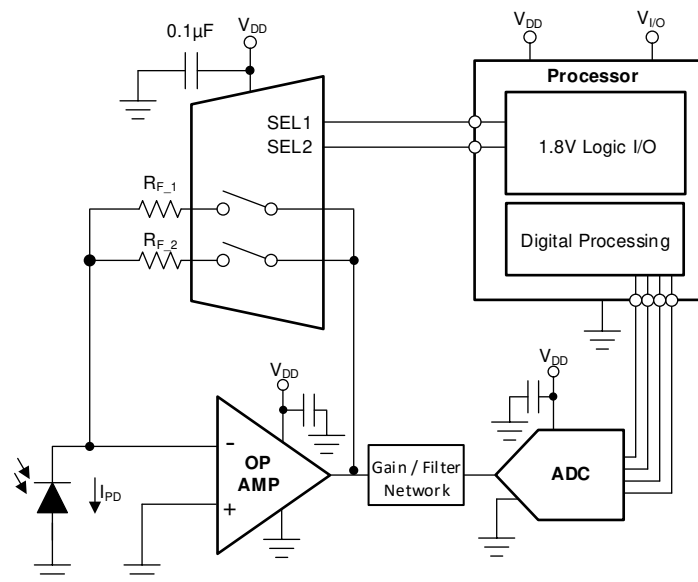 0.1µF
VDD
VDD
VI/O
Processor
SEL1
SEL2
1.8V Logic I/O
RF_1
RF_2
Digital Processing
VDD
VDD
-
OP
AMP
+
IPD
Gain / Filter
Network
ADC